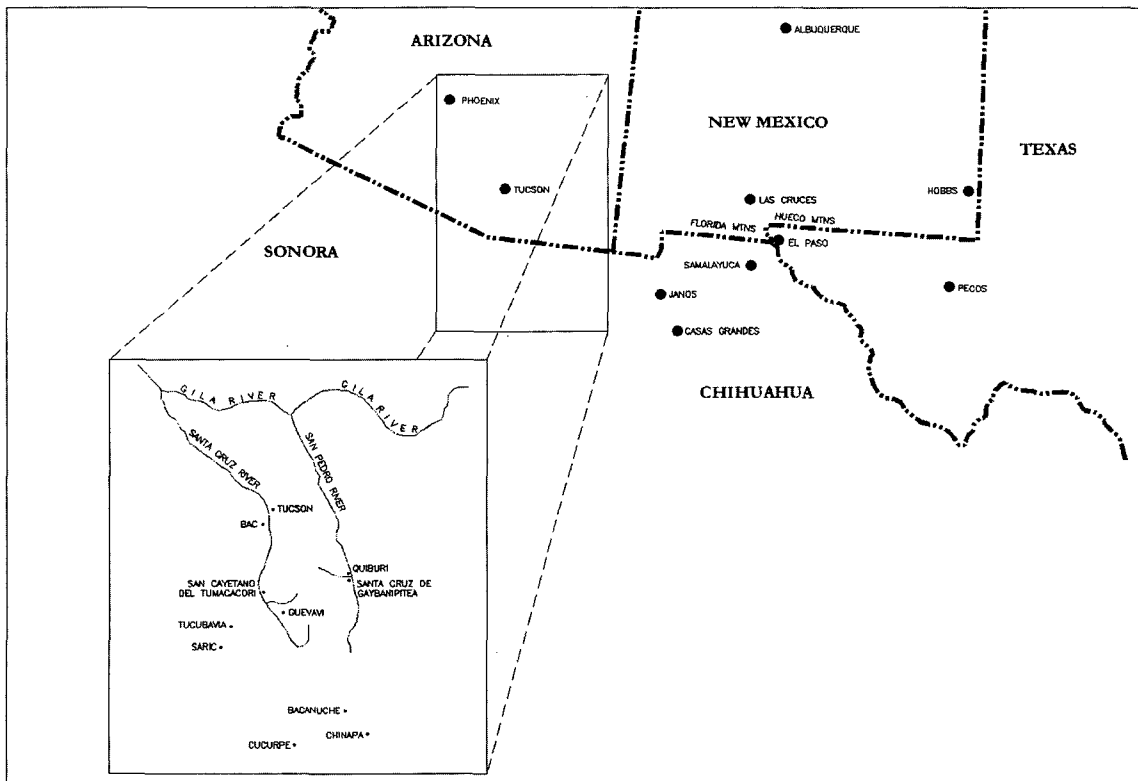 ARIZONA
ALBUQUERQUE
PHOENIX
NEW MEXICO
TEXAS
TUCSON
HOBBS
LAS CRUCES
HUECO MTNS
FLORIDA MTNS
EL PASO
SONORA
SAMALAYUCA
PECOS
JANOS
CASAS GRANDES
CHIHUAHUA
GILA RIVER
GILA RIVER
SANTA CRUZ RIVER
SAN PEDRO RIVER
TUCSON
BAC
QUIBURI
SAN CAYETANO
DEL TUMACACORI
SANTA CRUZ DE
GAYBANIPITEA
GUEVAVI
TUCUBAVIA
SARIC
BACANUCHE
CHINAPA
CUCURPE